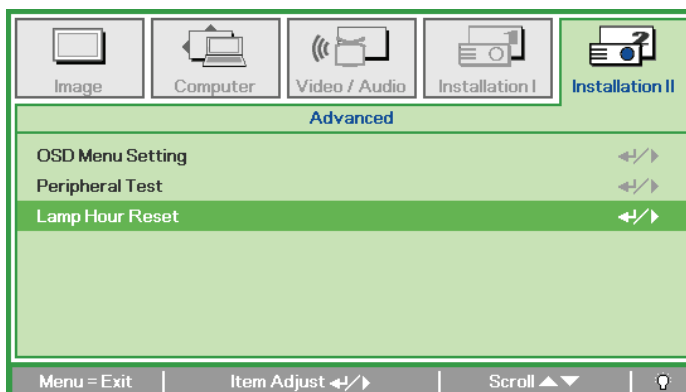 Image Computer Video / Audio Installation I Installation II
Advanced
OSD Menu Setting
Peripheral Test
Lamp Hour Reset
Menu = Exit Item Adjust Scroll